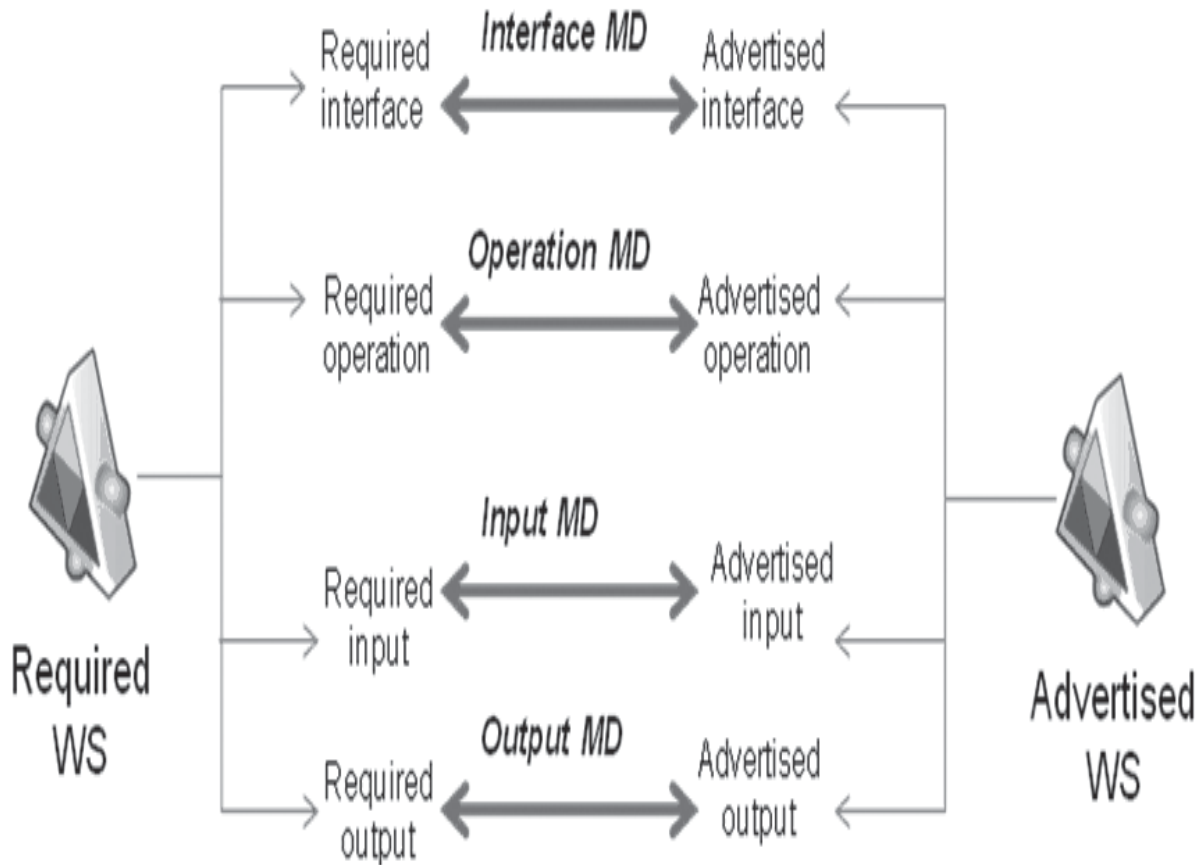 Interface MD
Required
interface
Advertised
interface
Operation MD
Required
operation
Advertised
operation
Input MD
Required
input
Advertised
input
Output MD
Required
output
Advertised
output
Required
WS
Advertised
WS